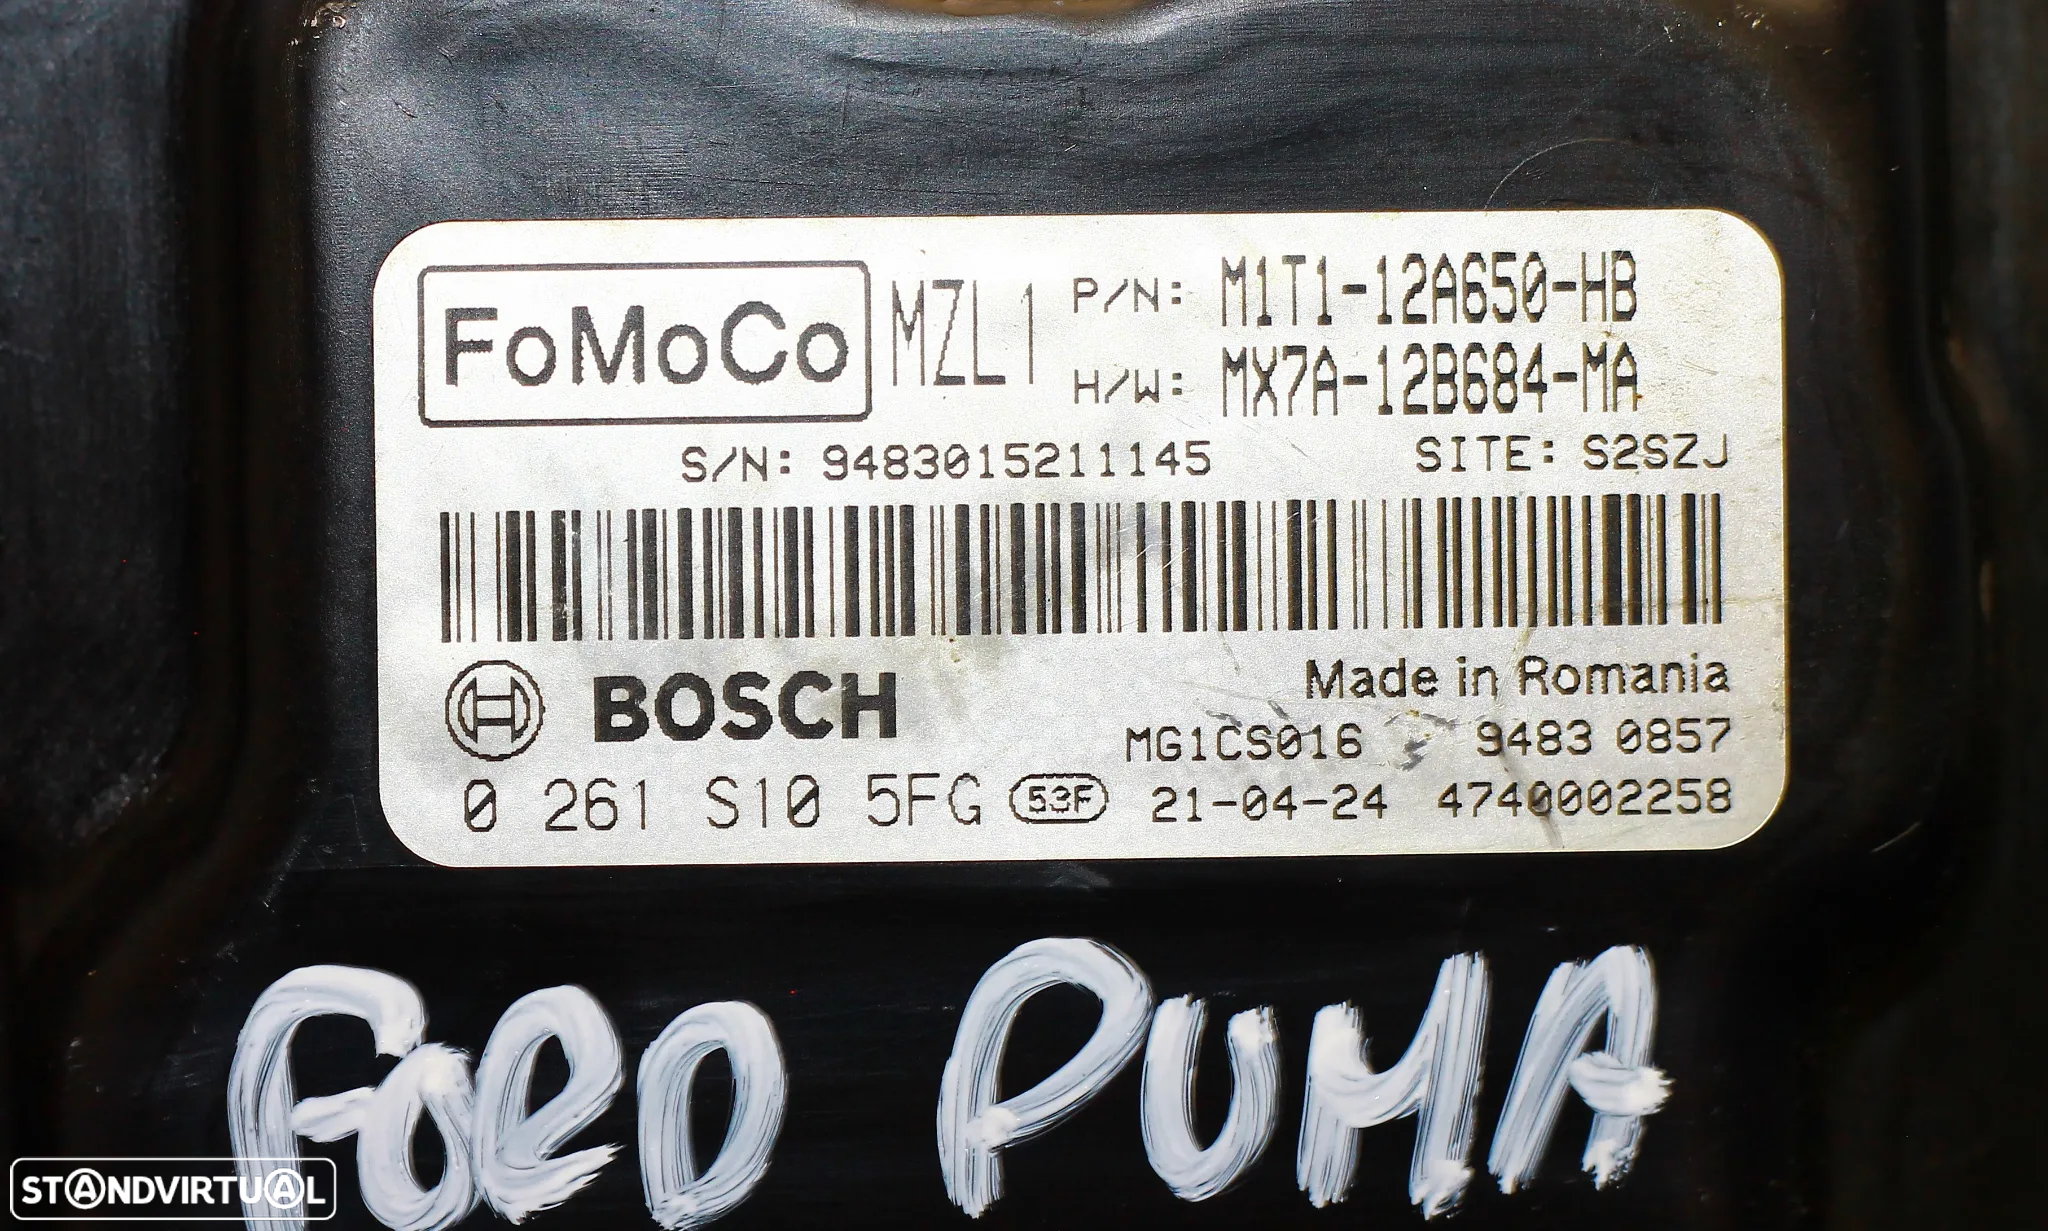 FoMoCo MZL1 P/N: M1T1-12A650-HB
H/W: MX7A-12B684-MA
S/N: 9483015211145 SITE: S2SZJ
BOSCH Made in Romania
MG1CS016 9483 0857
0 261 S10 5FG 53F 21-04-24 4740002258
FORD PUMA
STANDVIRTUAL